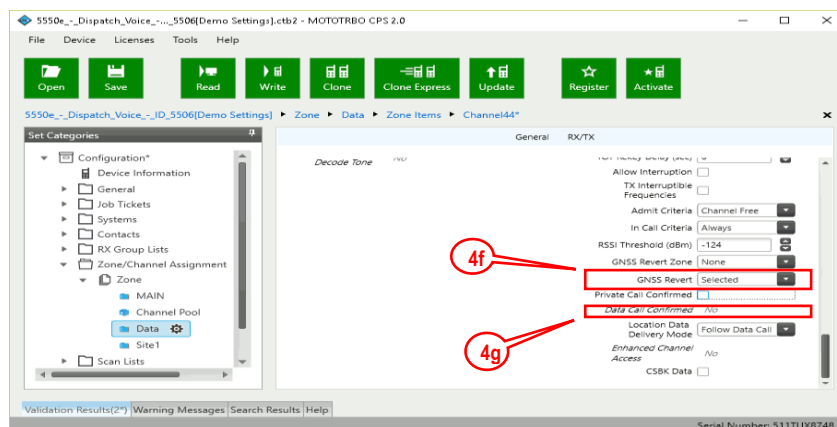 5550e_-_Dispatch_Voice_-..._5506[Demo Settings].ctb2 - MOTOTRBO CPS 2.0
File Device Licenses Tools Help
Open Save Read Write Clone Clone Express Update Register Activate
5550e_-_Dispatch_Voice_-_ID_5506[Demo Settings] Zone Data Zone Items Channel44*
Set Categories
General RX/TX
Configuration*
Device Information
General
Job Tickets
Systems
Contacts
RX Group Lists
Zone/Channel Assignment
Zone
MAIN
Channel Pool
Data
Site1
Scan Lists
Decode Tone No
Allow Interruption
TX Interruptible
Frequencies
Admit Criteria Channel Free
In Call Criteria Always
RSSI Threshold (dBm) -124
GNSS Revert Zone None
4f
GNSS Revert Selected
Private Call Confirmed
Data Call Confirmed No
4g
Location Data
Delivery Mode Follow Data Call
Enhanced Channel
Access No
CSBK Data
Validation Results(2*) Warning Messages Search Results Help
Serial Number: 511TUX8748